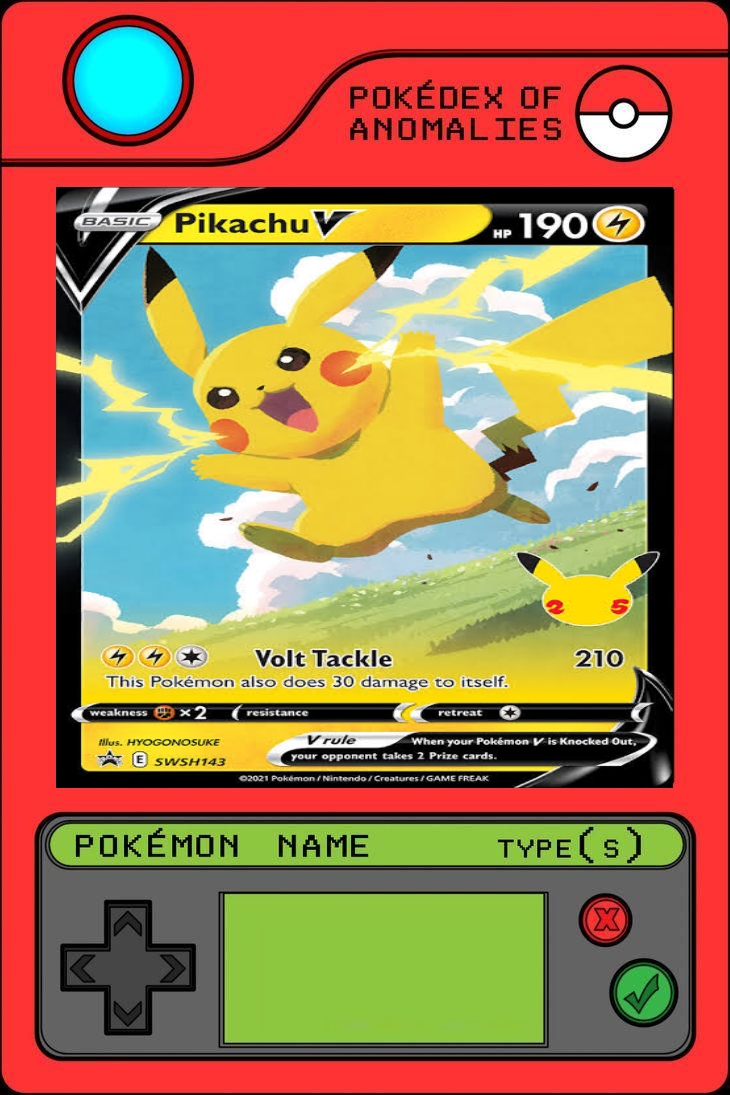 POKÉDEX OF
ANOMALIES
BASIC Pikachu V HP 190
25
Volt Tackle 210
This Pokémon also does 30 damage to itself.
weakness ×2 resistance retreat
Illus. HYOGONOSUKE
E SWSH143
V rule When your Pokémon V is Knocked Out,
your opponent takes 2 Prize cards.
©2021 Pokémon / Nintendo / Creatures / GAME FREAK
POKÉMON NAME TYPE(S)
X